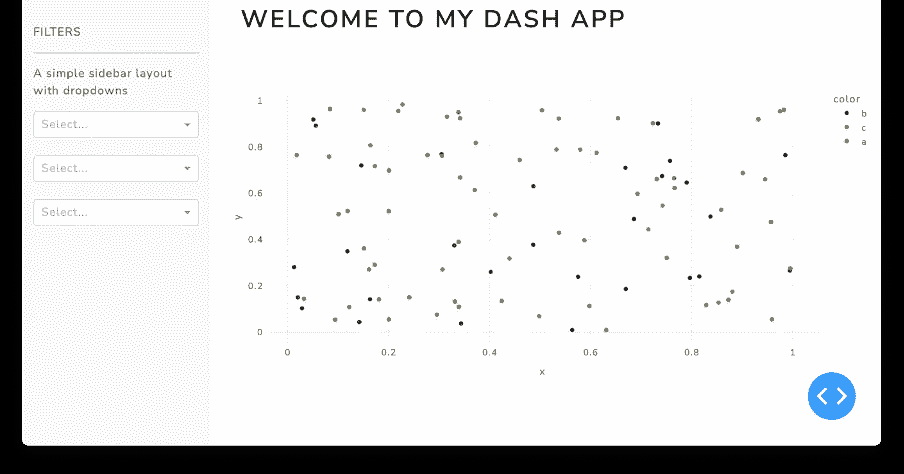 WELCOME TO MY DASH APP
FILTERS
A simple sidebar layout
with dropdowns
Select...
Select...
Select...
color
b
c
a
1
0.8
0.6
0.4
0.2
0
y
0
0.2
0.4
0.6
0.8
1
x